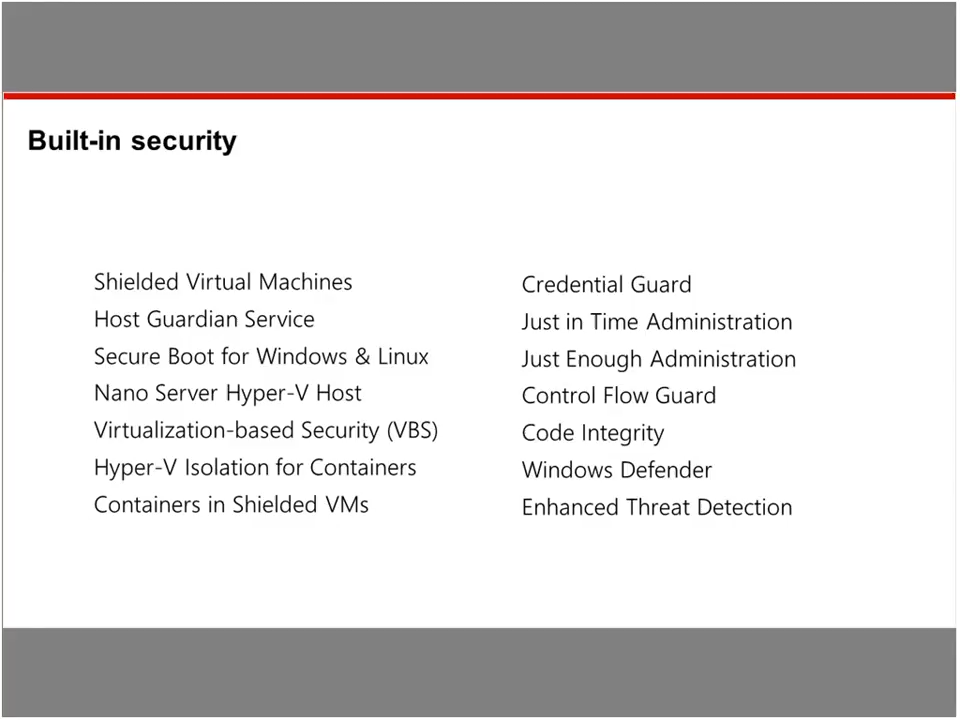 Built-in security
Shielded Virtual Machines
Host Guardian Service
Secure Boot for Windows & Linux
Nano Server Hyper-V Host
Virtualization-based Security (VBS)
Hyper-V Isolation for Containers
Containers in Shielded VMs
Credential Guard
Just in Time Administration
Just Enough Administration
Control Flow Guard
Code Integrity
Windows Defender
Enhanced Threat Detection